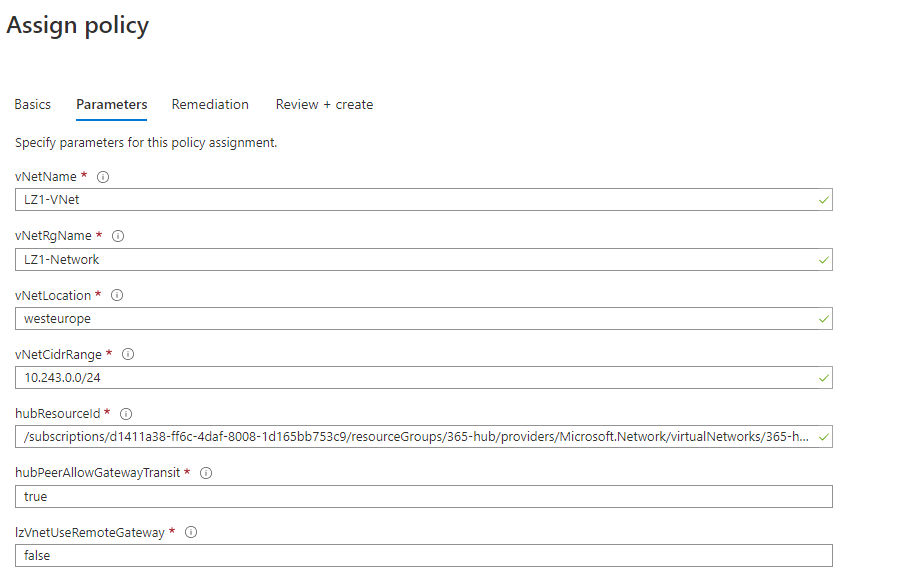 Assign policy
Basics Parameters Remediation Review + create
Specify parameters for this policy assignment.
vNetName *
LZ1-VNet
vNetRgName *
LZ1-Network
vNetLocation *
westeurope
vNetCidrRange *
10.243.0.0/24
hubResourceId *
/subscriptions/d1411a38-ff6c-4daf-8008-1d165bb753c9/resourceGroups/365-hub/providers/Microsoft.Network/virtualNetworks/365-h...
hubPeerAllowGatewayTransit *
true
lzVnetUseRemoteGateway *
false